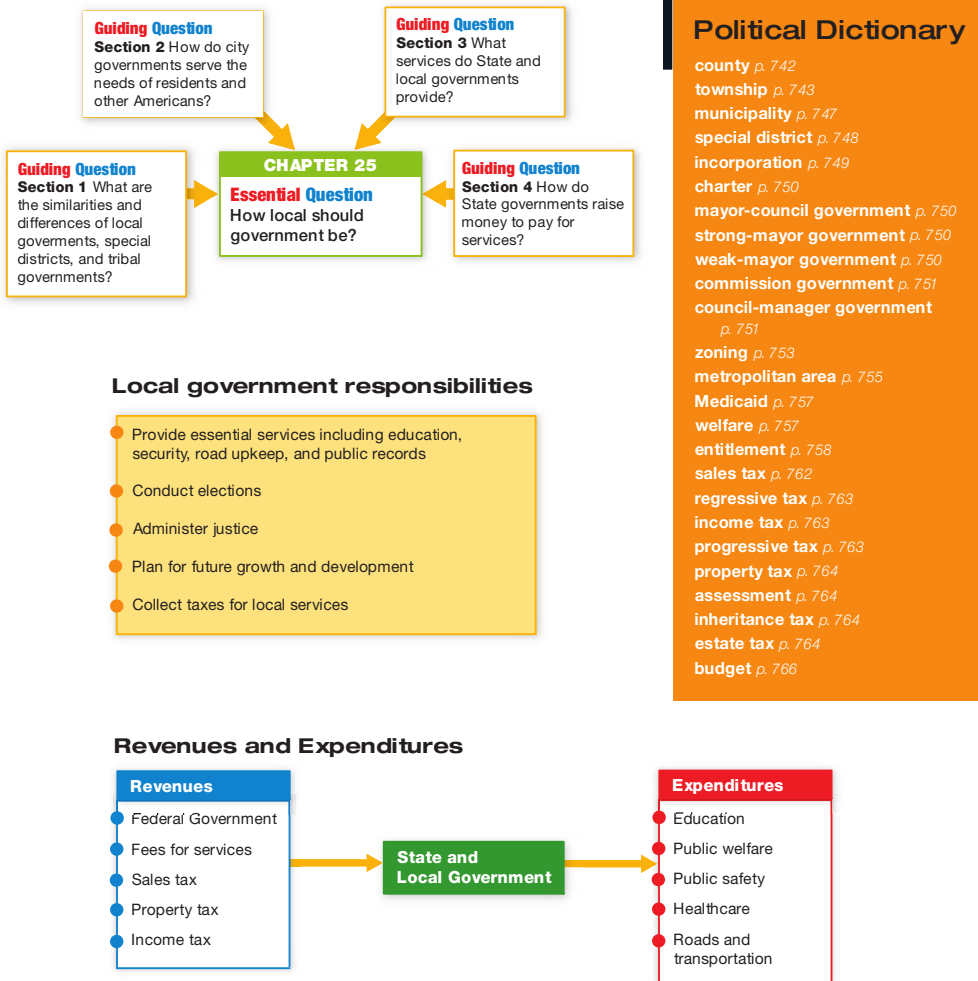 Guiding Question
Section 2 How do city
governments serve the
needs of residents and
other Americans?
Guiding Question
Section 3 What
services do State and
local governments
provide?
Guiding Question
Section 1 What are
the similarities and
differences of local
goverments, special
districts, and tribal
governments?
CHAPTER 25
Essential Question
How local should
government be?
Guiding Question
Section 4 How do
State governments raise
money to pay for
services?
Political Dictionary
county p. 742
township p. 743
municipality p. 747
special district p. 748
incorporation p. 749
charter p. 750
mayor-council government p. 750
strong-mayor government p. 750
weak-mayor government p. 750
commission government p. 751
council-manager government
p. 751
zoning p. 753
metropolitan area p. 755
Medicaid p. 757
welfare p. 757
entitlement p. 758
sales tax p. 762
regressive tax p. 763
income tax p. 763
progressive tax p. 763
property tax p. 764
assessment p. 764
inheritance tax p. 764
estate tax p. 764
budget p. 766
Local government responsibilities
Provide essential services including education,
security, road upkeep, and public records
Conduct elections
Administer justice
Plan for future growth and development
Collect taxes for local services
Revenues and Expenditures
Revenues
Federal Government
Fees for services
Sales tax
Property tax
Income tax
State and
Local Government
Expenditures
Education
Public welfare
Public safety
Healthcare
Roads and
transportation